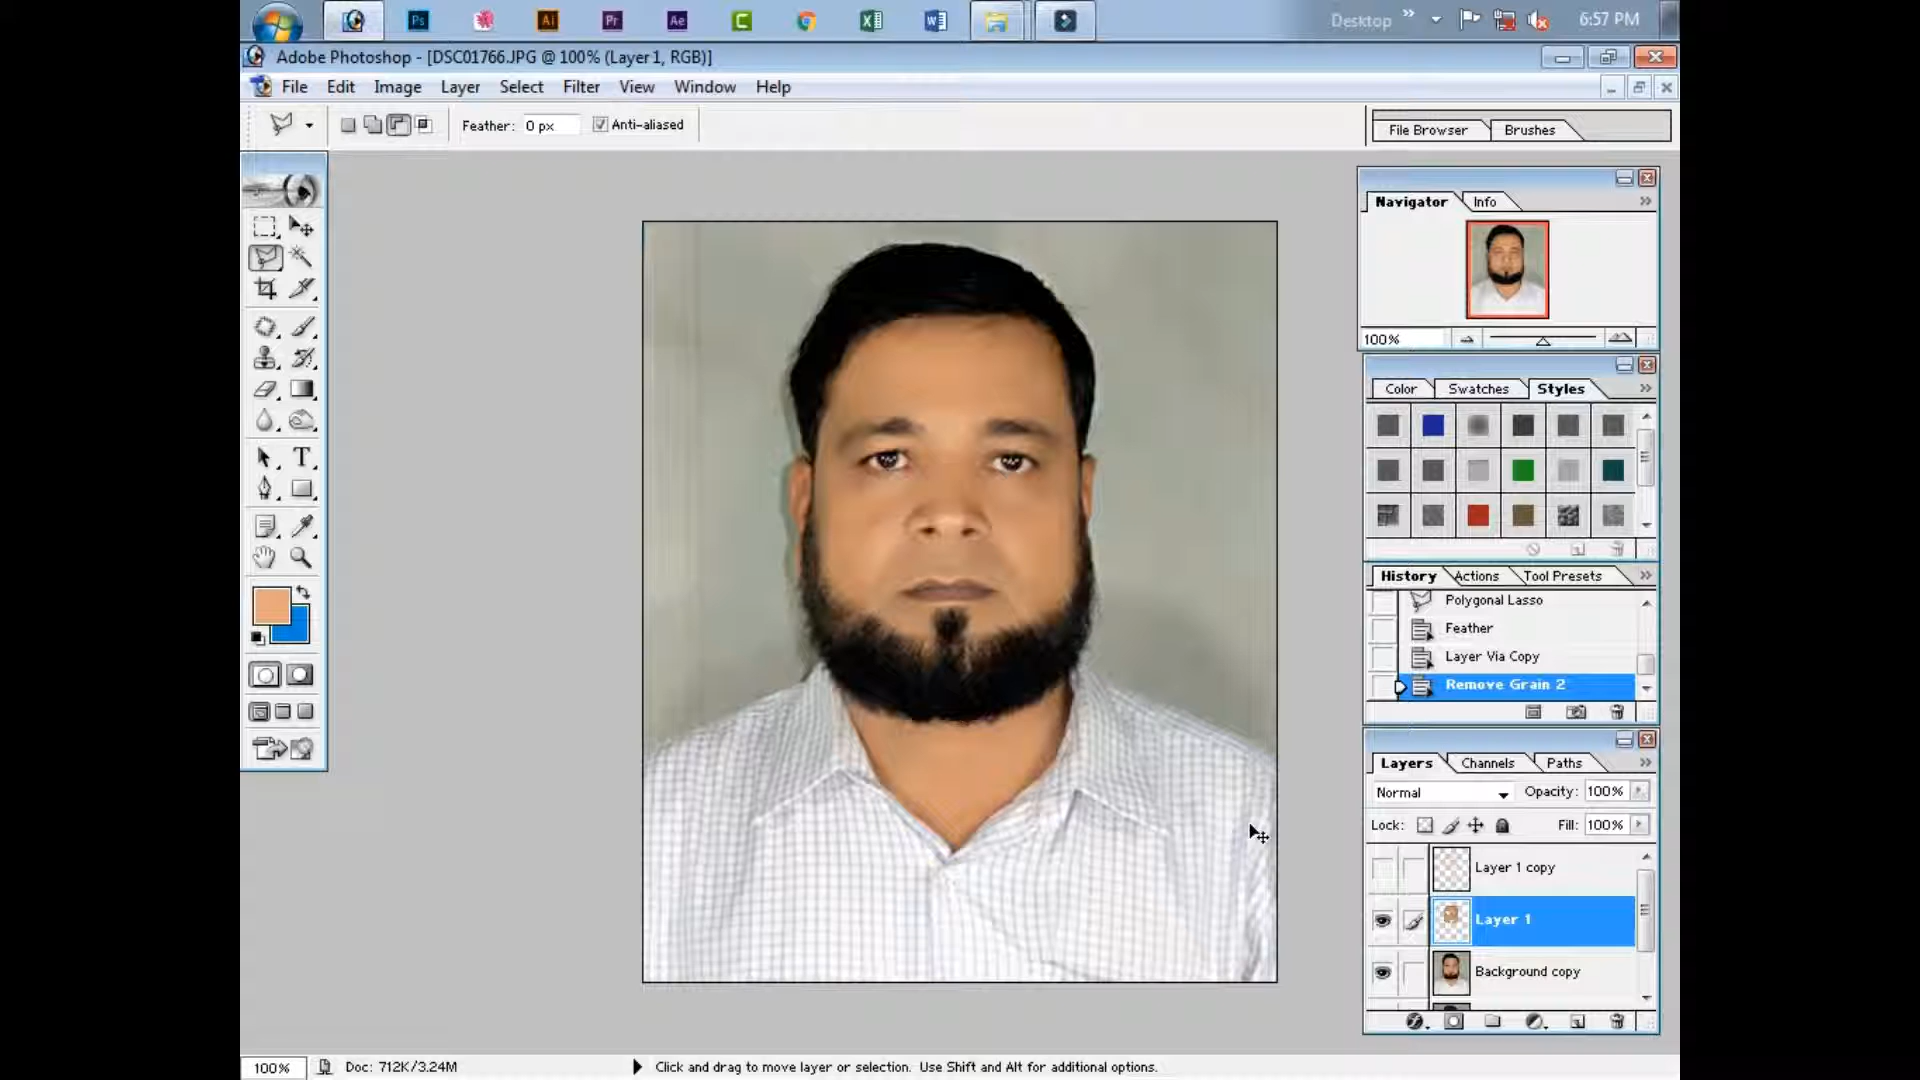 Ps
Ai
Pr
Ae
C
Desktop
6:57 PM
Adobe Photoshop - [DSC01766.JPG @ 100% (Layer 1, RGB)]
File Edit Image Layer Select Filter View Window Help
Feather: 0 px Anti-aliased
File Browser Brushes
Navigator Info
100%
Color Swatches Styles
T
History Actions Tool Presets
Polygonal Lasso
Feather
Layer Via Copy
Remove Grain 2
Layers Channels Paths
Normal Opacity: 100%
Lock: Fill: 100%
Layer 1 copy
Layer 1
Background copy
100% Doc: 712K/3.24M Click and drag to move layer or selection. Use Shift and Alt for additional options.